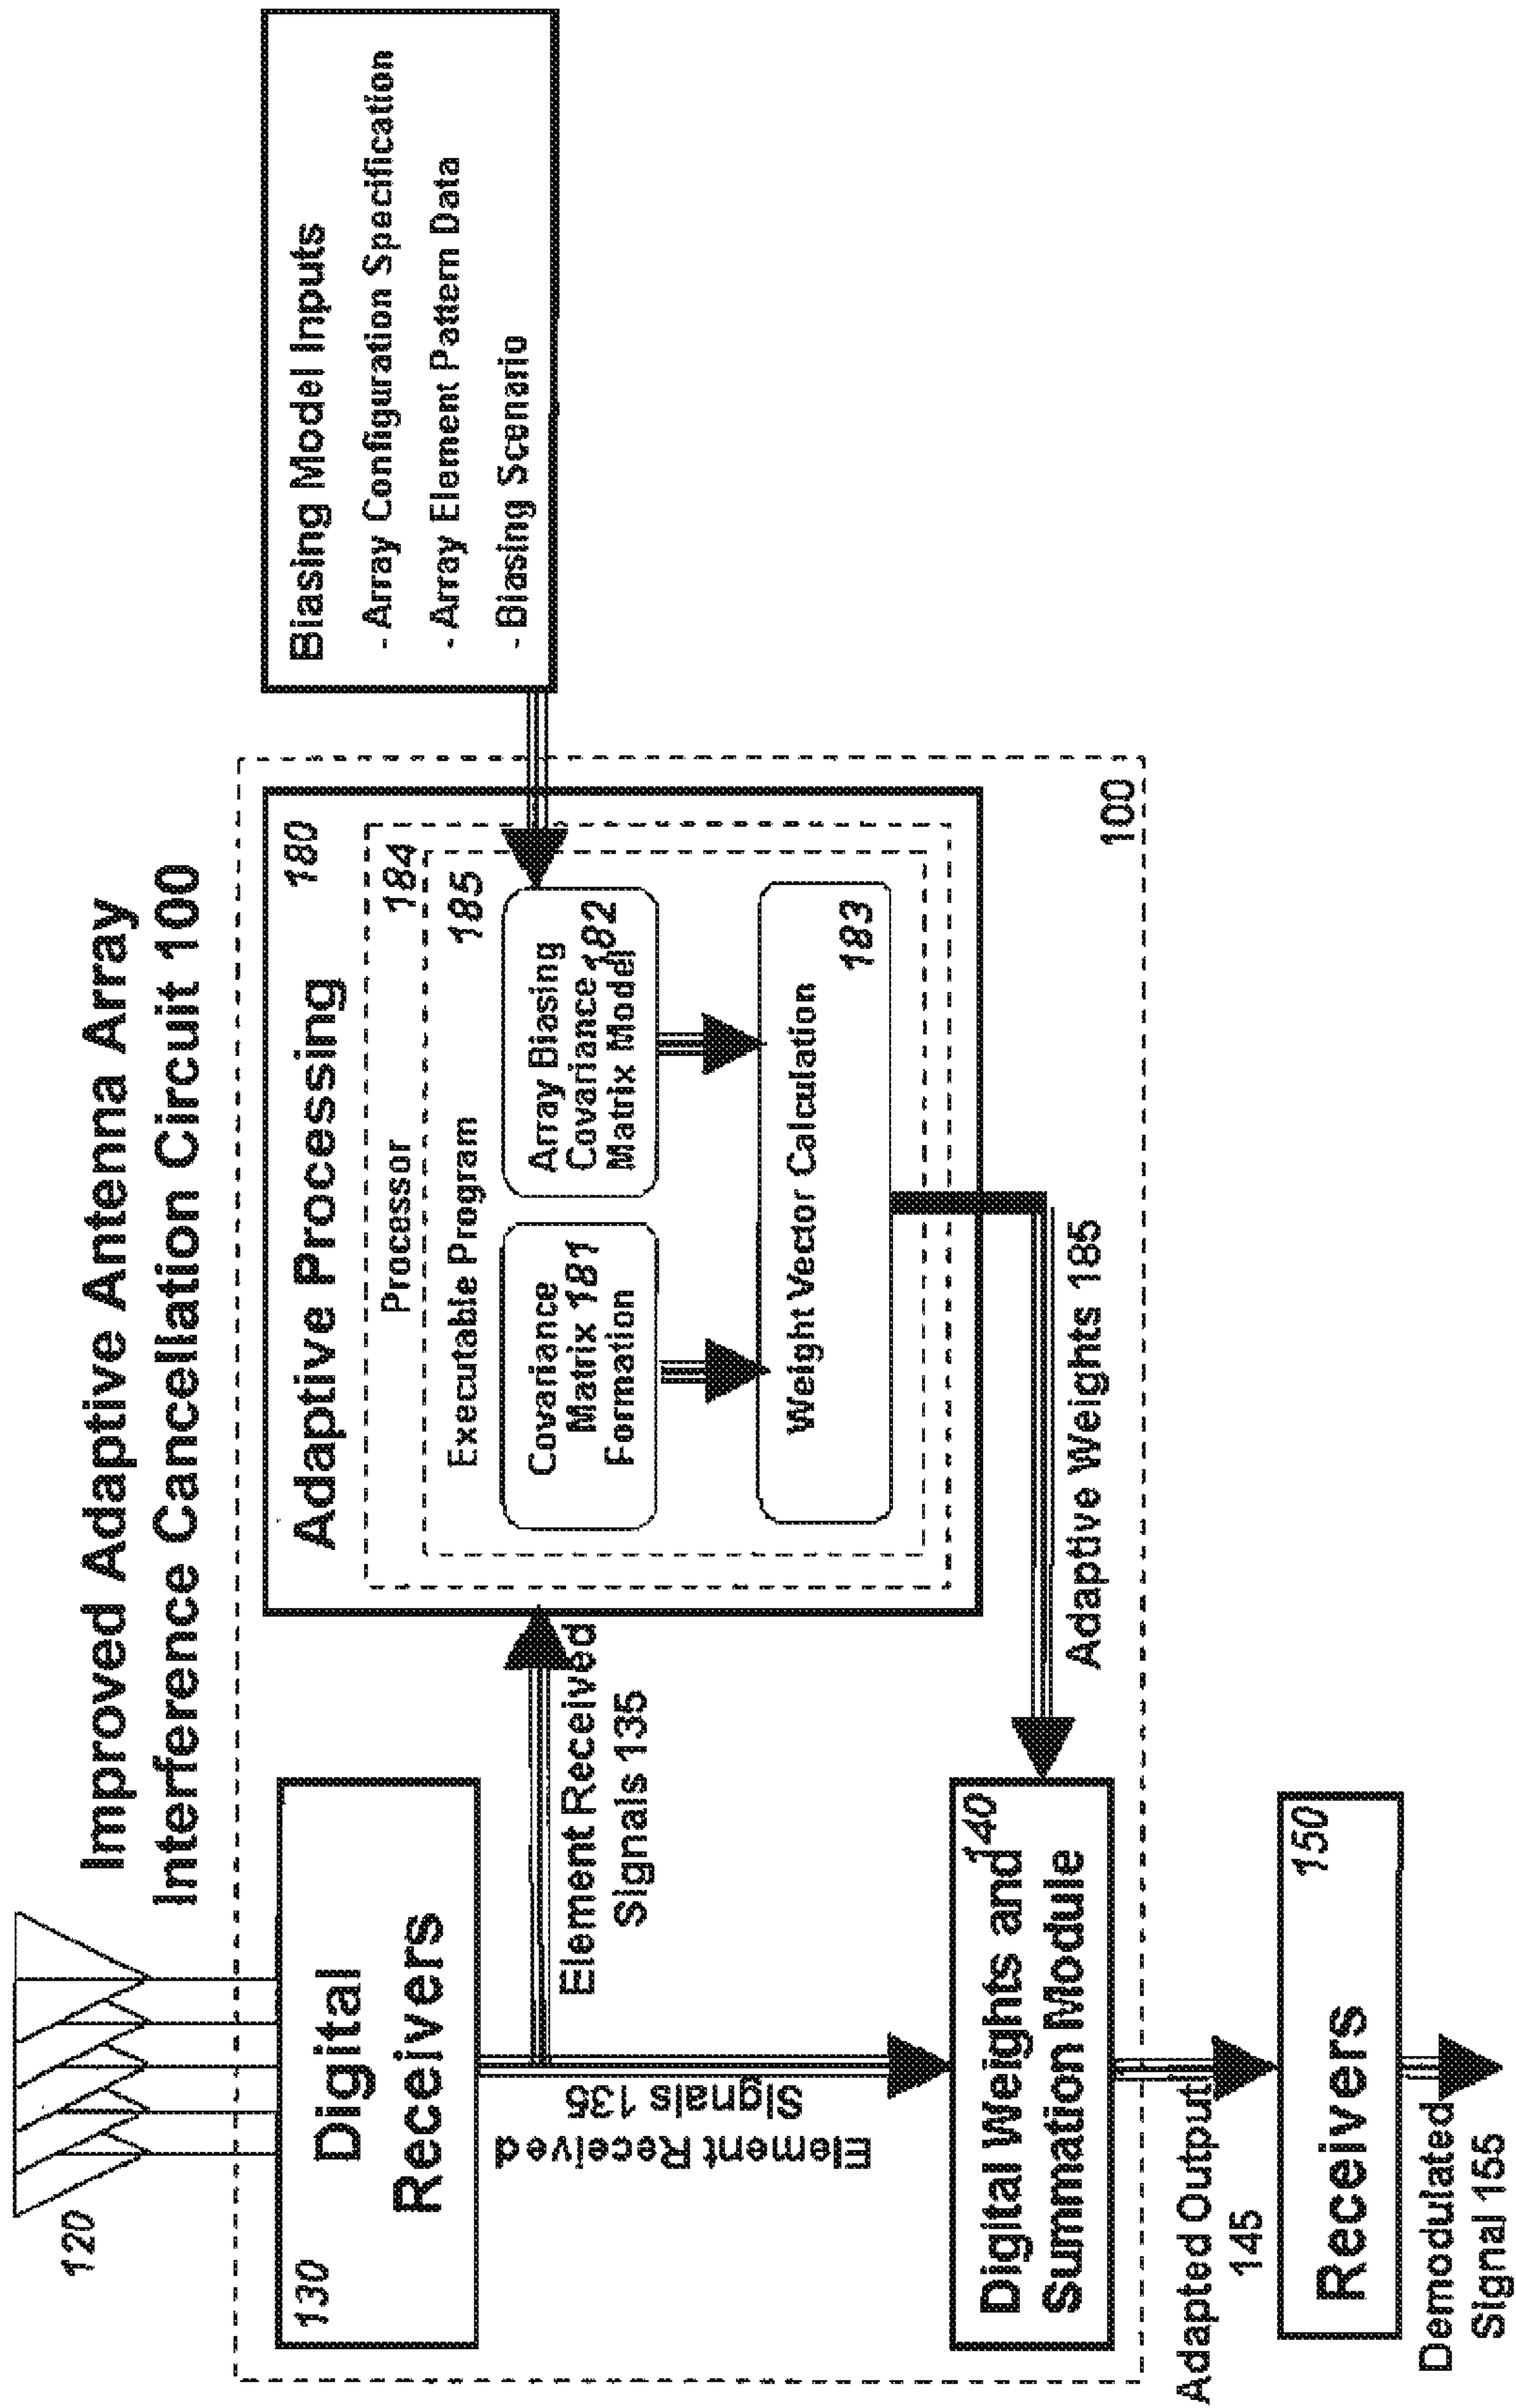 Improved Adaptive Antenna Array
Interference Cancellation Circuit 100
120
130
Digital
Receivers
Element Received
Signals 135
Element Received
Signals 135
Adaptive Processing
180
Processor
184
Executable Program
185
Covariance
Matrix 181
Formation
Array Biasing
Covariance 182
Matrix Model
Weight Vector Calculation
183
Biasing Model Inputs
- Array Configuration Specification
- Array Element Pattern Data
- Biasing Scenario
Adaptive Weights 185
100
140
Digital Weights and
Summation Module
Adapted Output
145
150
Receivers
Demodulated
Signal 155